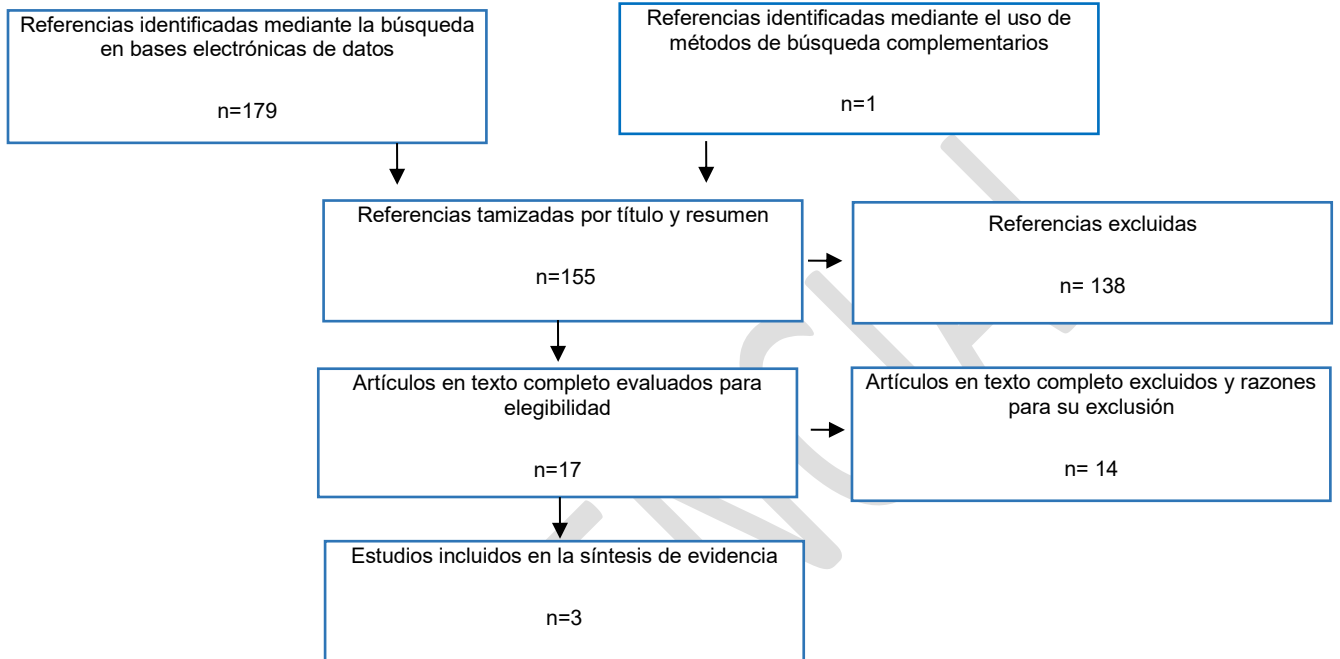 Referencias identificadas mediante la búsqueda
en bases electrónicas de datos
n=179
Referencias identificadas mediante el uso de
métodos de búsqueda complementarios
n=1
Referencias tamizadas por título y resumen
n=155
Referencias excluidas
n= 138
Artículos en texto completo evaluados para
elegibilidad
n=17
Artículos en texto completo excluidos y razones
para su exclusión
n= 14
Estudios incluidos en la síntesis de evidencia
n=3